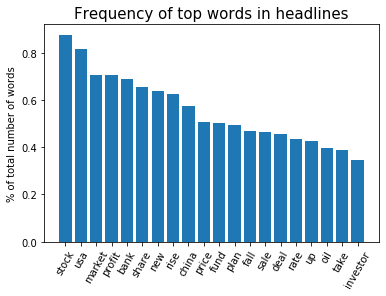 Frequency of top words in headlines
% of total number of words
0.8
0.6
0.4
0.2
0.0
stock
usa
market
profit
bank
share
new
rise
china
price
fund
plan
fall
sale
deal
rate
up
oil
take
investor